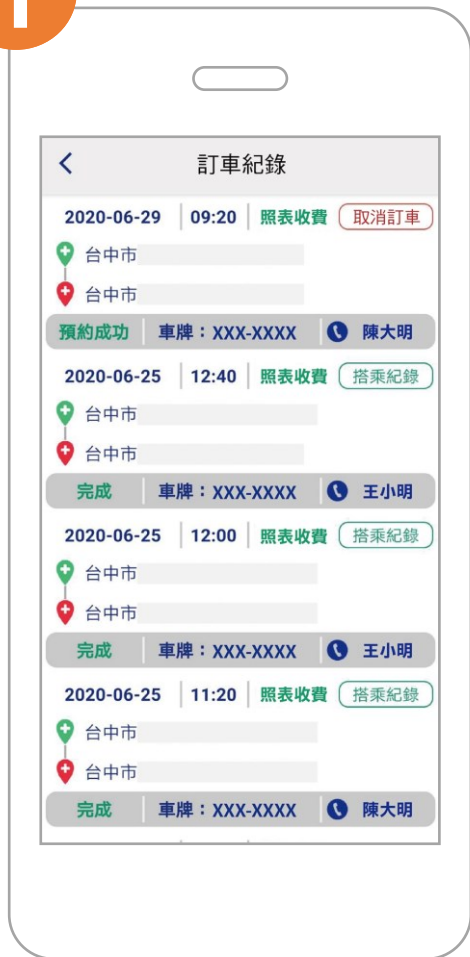 1
訂車紀錄
2020-06-29 09:20 照表收費 取消訂車
台中市
台中市
預約成功 車牌：XXX-XXXX 陳大明
2020-06-25 12:40 照表收費 搭乘紀錄
台中市
台中市
完成 車牌：XXX-XXXX 王小明
2020-06-25 12:00 照表收費 搭乘紀錄
台中市
台中市
完成 車牌：XXX-XXXX 王小明
2020-06-25 11:20 照表收費 搭乘紀錄
台中市
台中市
完成 車牌：XXX-XXXX 陳大明